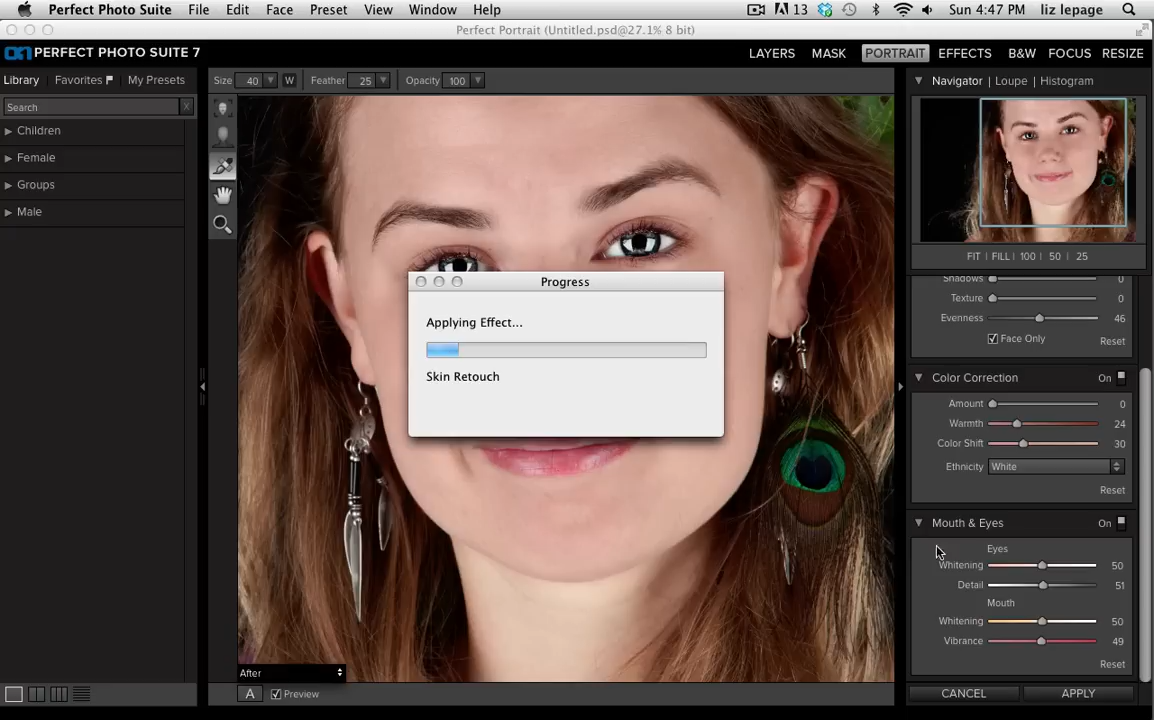 Perfect Photo Suite File Edit Face Preset View Window Help 13 Sun 4:47 PM liz lepage
Perfect Portrait (Untitled.psd@27.1% 8 bit)
PERFECT PHOTO SUITE 7 LAYERS MASK PORTRAIT EFFECTS B&W FOCUS RESIZE
Library Favorites My Presets Size 40 W Feather 25 Opacity 100 Navigator Loupe Histogram
Search X
Children
Female
Groups
Male
FIT | FILL | 100 | 50 | 25
Shadows 0
Texture 0
Evenness 46
Face Only Reset
Progress
Applying Effect...
Skin Retouch
Color Correction On
Amount 0
Warmth 24
Color Shift 30
Ethnicity White
Reset
Mouth & Eyes On
Eyes
Whitening 50
Detail 51
Mouth
Whitening 50
Vibrance 49
Reset
After
A Preview CANCEL APPLY